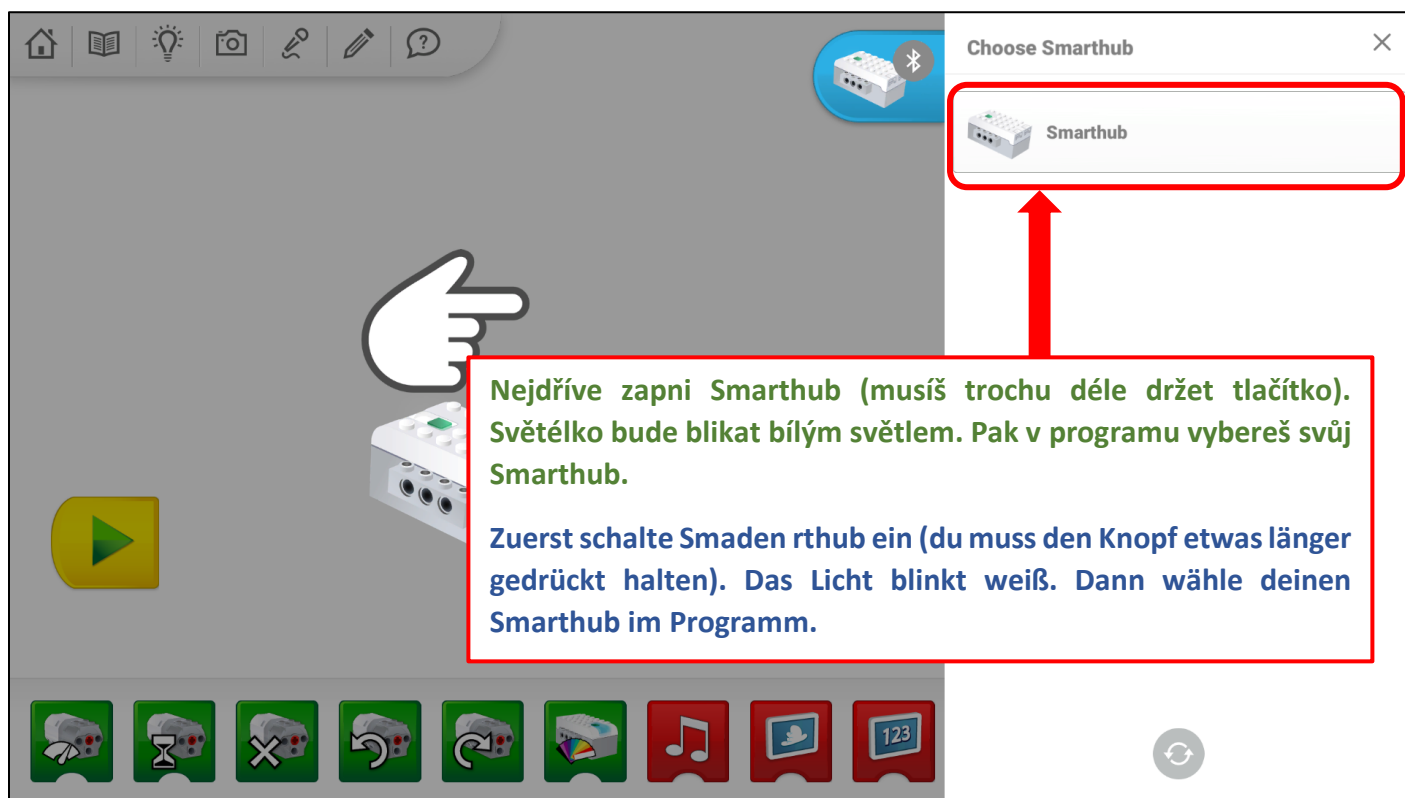 Choose Smarthub
Smarthub
Nejdříve zapni Smarthub (musíš trochu déle držet tlačítko).
Světélko bude blikat bílým světlem. Pak v programu vybereš svůj
Smarthub.
Zuerst schalte Smaden rthub ein (du muss den Knopf etwas länger
gedrückt halten). Das Licht blinkt weiß. Dann wähle deinen
Smarthub im Programm.
123